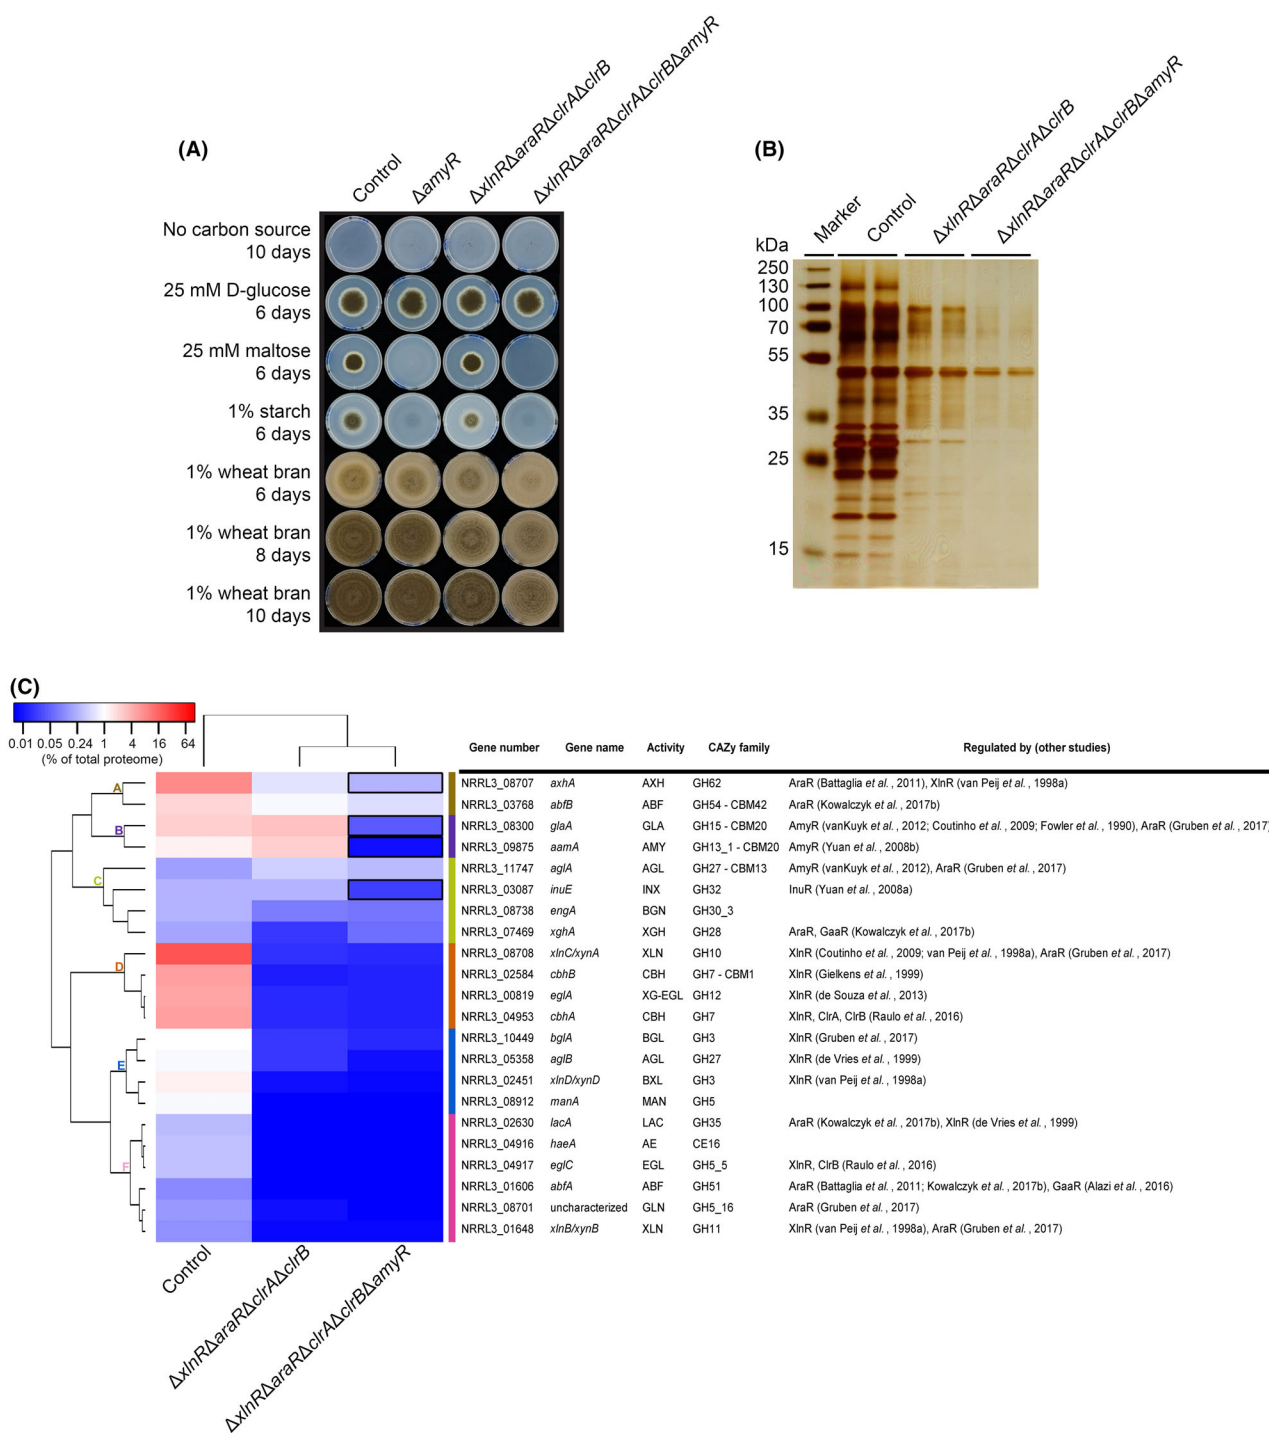 (A)
Control
ΔamyR
ΔxlnRΔaraRΔclrAΔclrB
ΔxlnRΔaraRΔclrAΔclrBΔamyR
No carbon source
10 days
25 mM D-glucose
6 days
25 mM maltose
6 days
1% starch
6 days
1% wheat bran
6 days
1% wheat bran
8 days
1% wheat bran
10 days
(B)
Marker
Control
ΔxlnRΔaraRΔclrAΔclrB
ΔxlnRΔaraRΔclrAΔclrBΔamyR
kDa
250
130
100
70
55
35
25
15
(C)
0.01 0.05 0.24 1 4 16 64
(% of total proteome)
Gene number Gene name Activity CAZy family Regulated by (other studies)
A
B
C
D
E
F
NRRL3_08707 axhA AXH GH62 AraR (Battaglia et al., 2011), XlnR (van Peij et al., 1998a)
NRRL3_03768 abfB ABF GH54 - CBM42 AraR (Kowalczyk et al., 2017b)
NRRL3_08300 glaA GLA GH15 - CBM20 AmyR (vanKuyk et al., 2012; Coutinho et al., 2009; Fowler et al., 1990), AraR (Gruben et al., 2017)
NRRL3_09875 aamA AMY GH13_1 - CBM20 AmyR (Yuan et al., 2008b)
NRRL3_11747 aglA AGL GH27 - CBM13 AmyR (vanKuyk et al., 2012), AraR (Gruben et al., 2017)
NRRL3_03087 inuE INX GH32 InuR (Yuan et al., 2008a)
NRRL3_08738 engA BGN GH30_3
NRRL3_07469 xghA XGH GH28 AraR, GaaR (Kowalczyk et al., 2017b)
NRRL3_08708 xlnC/xynA XLN GH10 XlnR (Coutinho et al., 2009; van Peij et al., 1998a), AraR (Gruben et al., 2017)
NRRL3_02584 cbhB CBH GH7 - CBM1 XlnR (Gielkens et al., 1999)
NRRL3_00819 eglA XG-EGL GH12 XlnR (de Souza et al., 2013)
NRRL3_04953 cbhA CBH GH7 XlnR, ClrA, ClrB (Raulo et al., 2016)
NRRL3_10449 bglA BGL GH3 XlnR (Gruben et al., 2017)
NRRL3_05358 aglB AGL GH27 XlnR (de Vries et al., 1999)
NRRL3_02451 xlnD/xynD BXL GH3 XlnR (van Peij et al., 1998a)
NRRL3_08912 manA MAN GH5
NRRL3_02630 lacA LAC GH35 AraR (Kowalczyk et al., 2017b), XlnR (de Vries et al., 1999)
NRRL3_04916 haeA AE CE16
NRRL3_04917 eglC EGL GH5_5 XlnR, ClrB (Raulo et al., 2016)
NRRL3_01606 abfA ABF GH51 AraR (Battaglia et al., 2011; Kowalczyk et al., 2017b), GaaR (Alazi et al., 2016)
NRRL3_08701 uncharacterized GLN GH5_16 AraR (Gruben et al., 2017)
NRRL3_01648 xlnB/xynB XLN GH11 XlnR (van Peij et al., 1998a), AraR (Gruben et al., 2017)
Control
ΔxlnRΔaraRΔclrAΔclrB
ΔxlnRΔaraRΔclrAΔclrBΔamyR